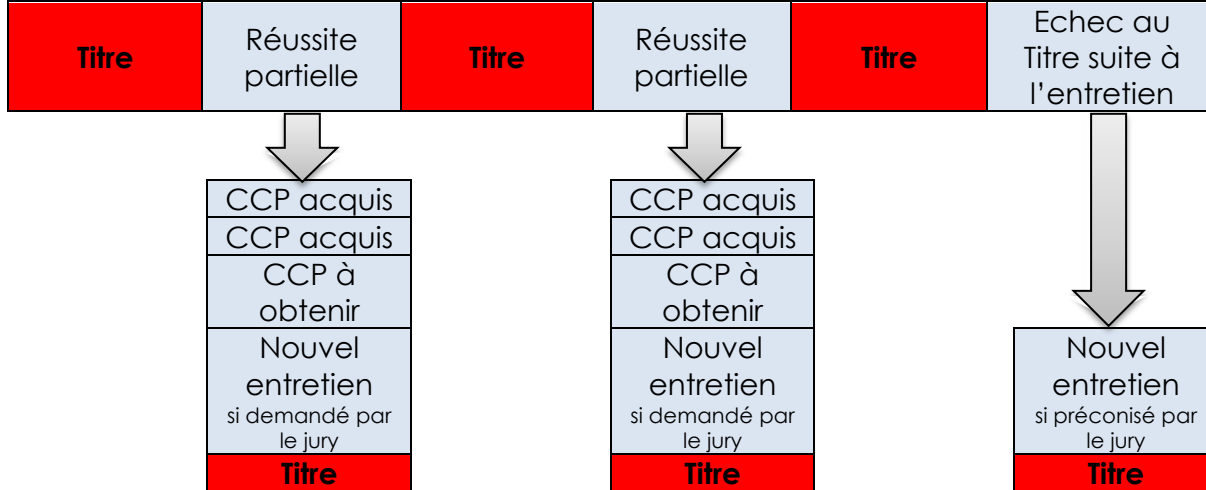 Titre
Réussite
partielle
Titre
Réussite
partielle
Titre
Echec au
Titre suite à
l’entretien
CCP acquis
CCP acquis
CCP à
obtenir
Nouvel
entretien
si demandé par
le jury
Titre
CCP acquis
CCP acquis
CCP à
obtenir
Nouvel
entretien
si demandé par
le jury
Titre
Nouvel
entretien
si préconisé par
le jury
Titre